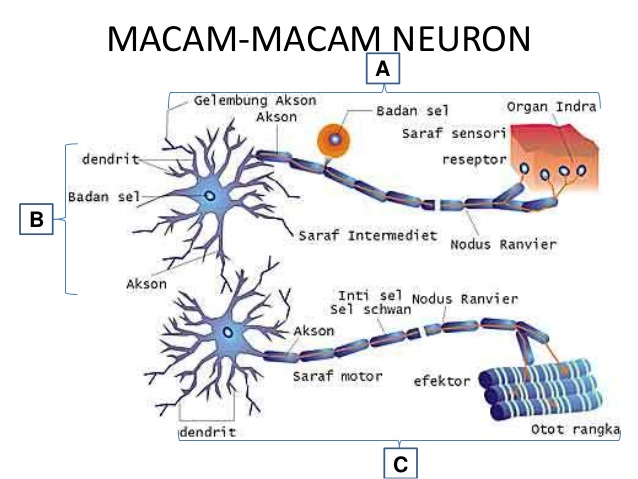 MACAM-MACAM NEURON
A
Gelembung Akson
Akson
Badan sel
Organ Indra
Saraf sensori
reseptor
dendrit
Badan sel
B
Saraf Intermediet
Nodus Ranvier
Akson
Inti sel
Sel schwan
Nodus Ranvier
Akson
Saraf motor
efektor
dendrit
Otot rangka
C